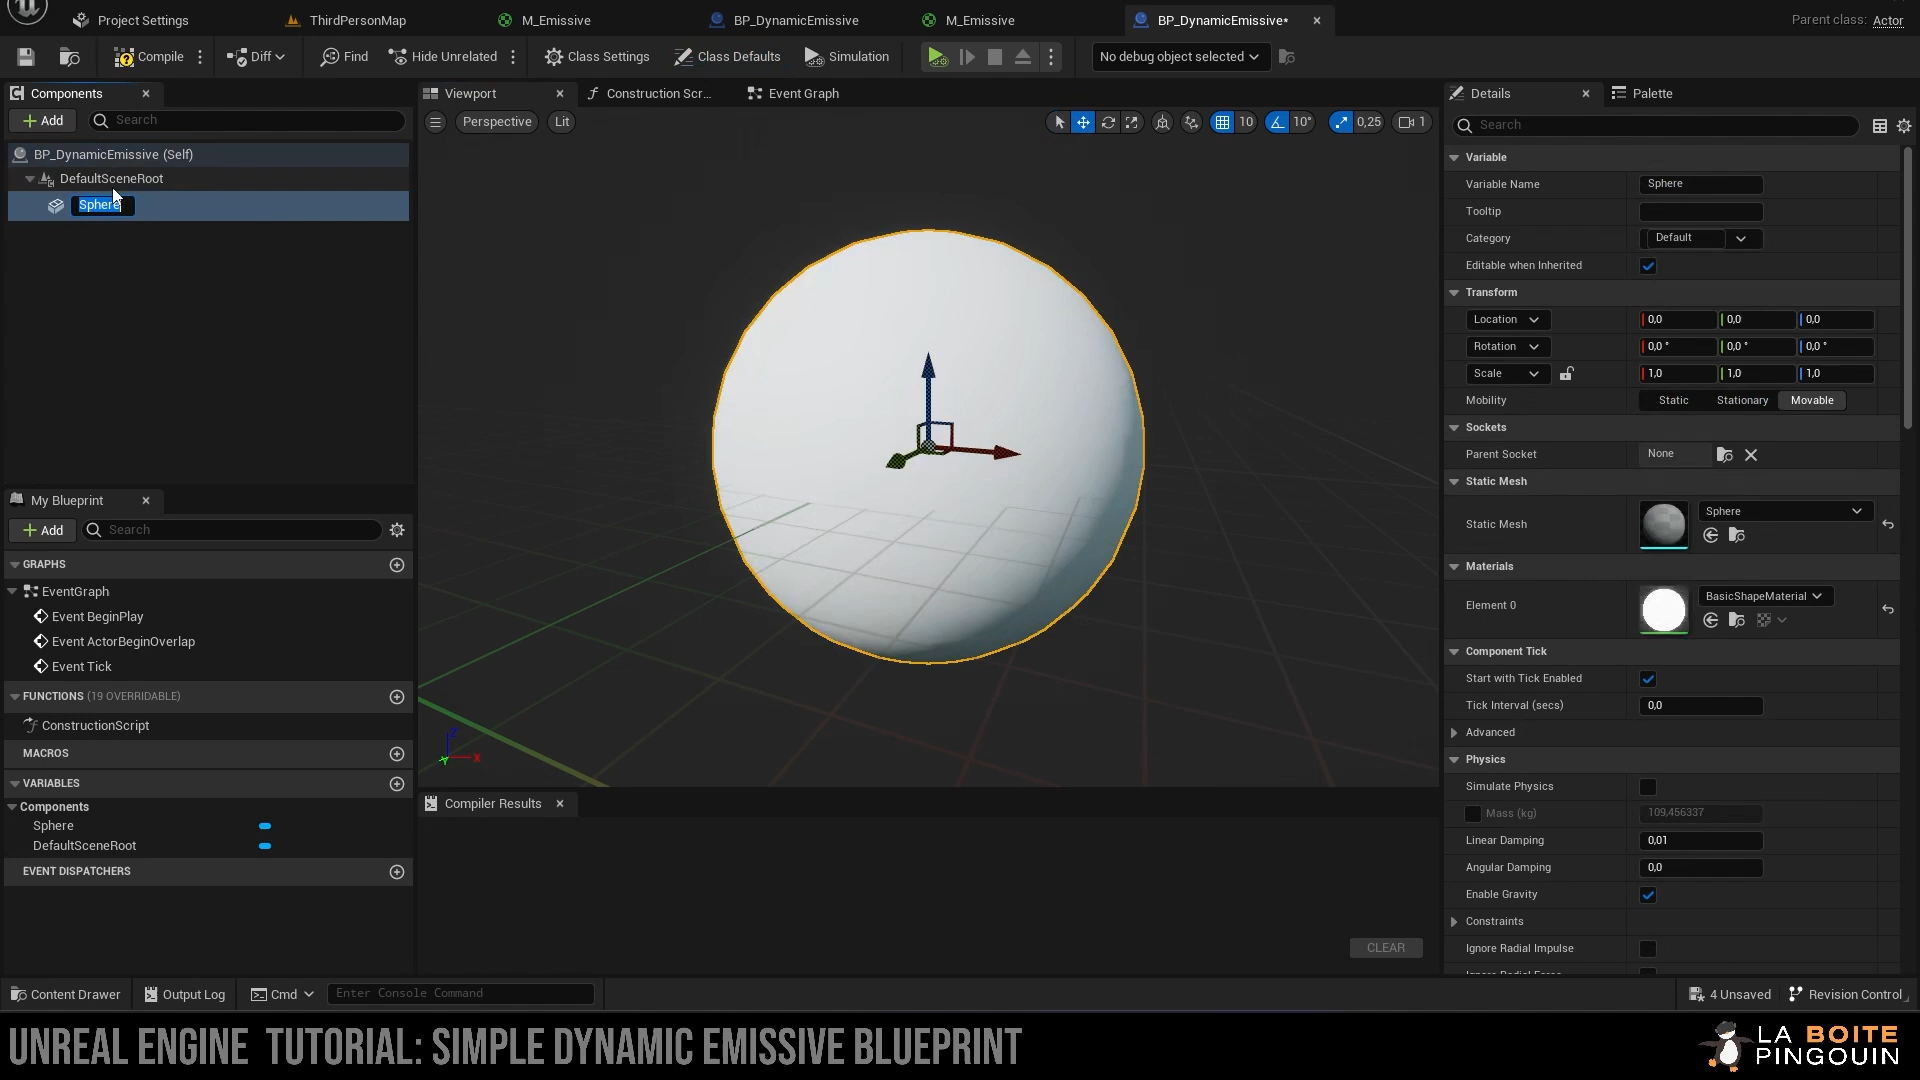 Project Settings
ThirdPersonMap
M_Emissive
BP_DynamicEmissive
M_Emissive
BP_DynamicEmissive*
Parent class: Actor
Compile
Diff
Find
Hide Unrelated
Class Settings
Class Defaults
Simulation
No debug object selected
Components
Add
Search
BP_DynamicEmissive (Self)
DefaultSceneRoot
Sphere
Viewport
Construction Scr...
Event Graph
Perspective
Lit
10
10°
0,25
1
Z
X
Y
Details
Palette
Search
Variable
Variable Name Sphere
Tooltip
Category Default
Editable when Inherited
Transform
Location 0,0 0,0 0,0
Rotation 0,0 ° 0,0 ° 0,0 °
Scale 1,0 1,0 1,0
Mobility Static Stationary Movable
Sockets
Parent Socket None
Static Mesh
Static Mesh Sphere
Materials
Element 0 BasicShapeMaterial
Component Tick
Start with Tick Enabled
Tick Interval (secs) 0,0
Advanced
Physics
Simulate Physics
Mass (kg) 109,456337
Linear Damping 0,01
Angular Damping 0,0
Enable Gravity
Constraints
Ignore Radial Impulse
Ignore Radial Force
My Blueprint
Add
Search
GRAPHS
EventGraph
Event BeginPlay
Event ActorBeginOverlap
Event Tick
FUNCTIONS (19 OVERRIDABLE)
ConstructionScript
MACROS
VARIABLES
Components
Sphere
DefaultSceneRoot
EVENT DISPATCHERS
Compiler Results
CLEAR
Content Drawer
Output Log
Cmd
Enter Console Command
4 Unsaved
Revision Control
UNREAL ENGINE TUTORIAL: SIMPLE DYNAMIC EMISSIVE BLUEPRINT
LA BOITE
PINGOUIN